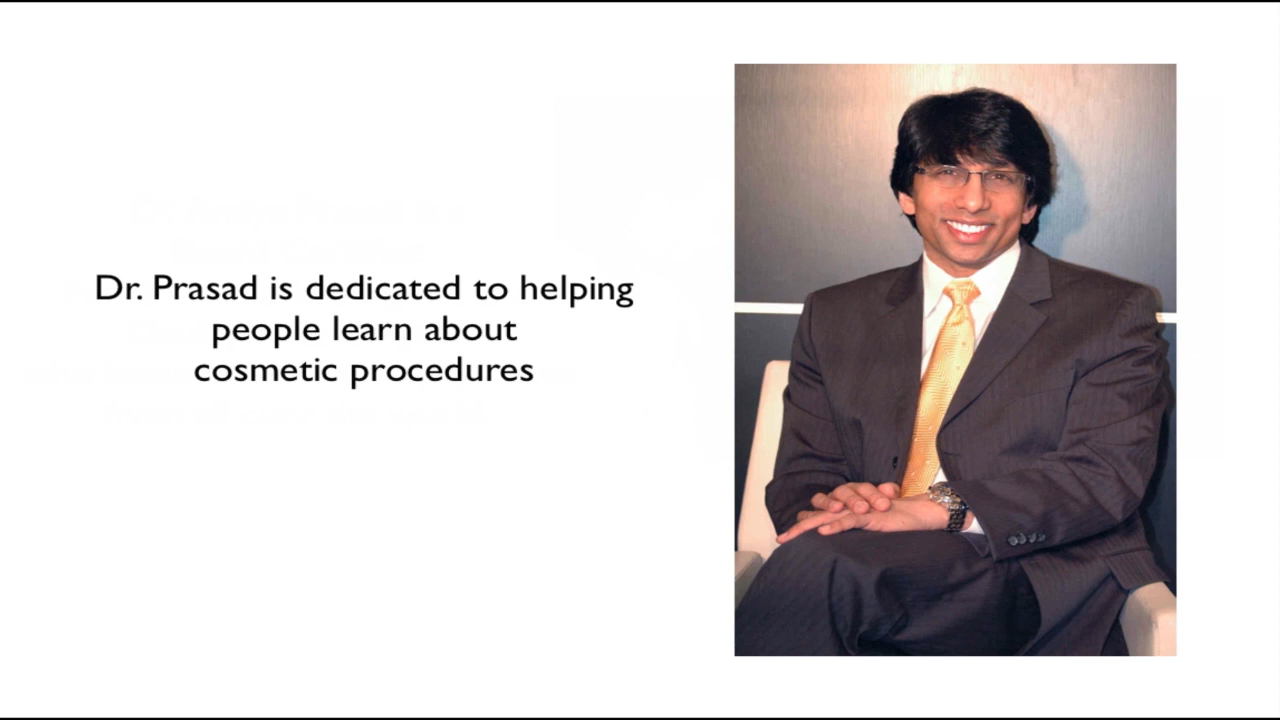 Dr. Prasad is dedicated to helping
people learn about
cosmetic procedures